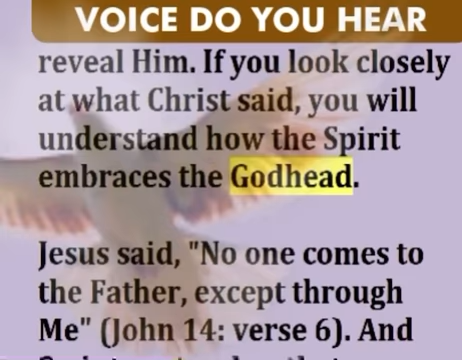 VOICE DO YOU HEAR
reveal Him. If you look closely
at what Christ said, you will
understand how the Spirit
embraces the Godhead.
Jesus said, "No one comes to
the Father, except through
Me" (John 14: verse 6). And